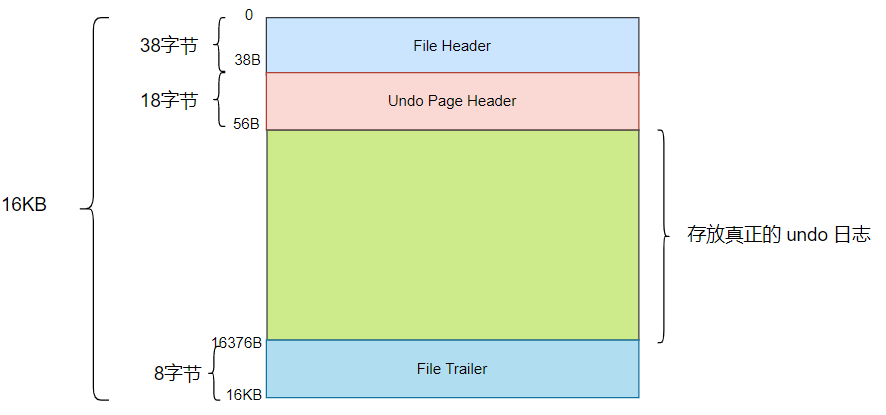 0
38字节
File Header
38B
18字节
Undo Page Header
56B
16KB
存放真正的 undo 日志
16376B
8字节
File Trailer
16KB